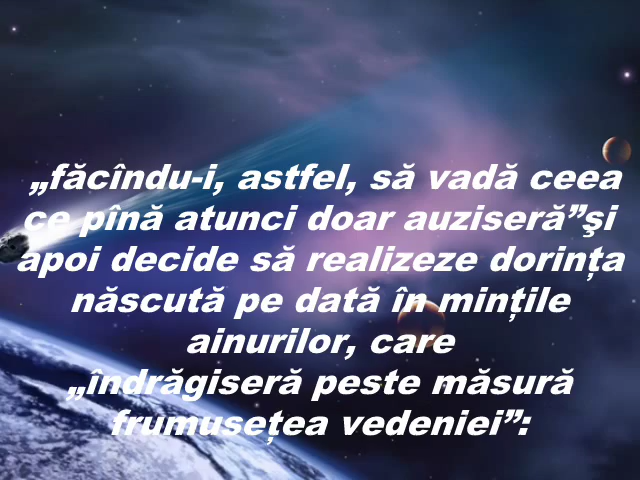 „făcîndu-i, astfel, să vadă ceea
ce pînă atunci doar auziseră”şi
apoi decide să realizeze dorința
născută pe dată în mințile
ainurilor, care
„îndrăgiseră peste măsură
frumusețea vedeniei”: